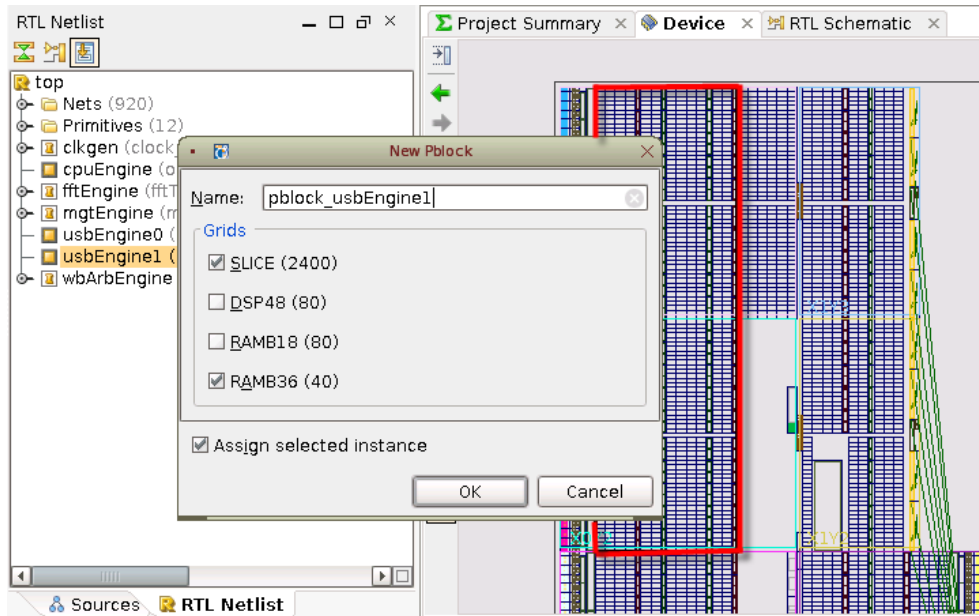 RTL Netlist
top
Nets (920)
Primitives (12)
clkgen (clock_
cpuEngine (o
fftEngine (fftT
mgtEngine (m
usbEngine0 (
usbEngine1 (
wbArbEngine
Sources
RTL Netlist
Project Summary
Device
RTL Schematic
New Pblock
Name: pblock_usbEngine1
Grids
SLICE (2400)
DSP48 (80)
RAMB18 (80)
RAMB36 (40)
Assign selected instance
OK
Cancel